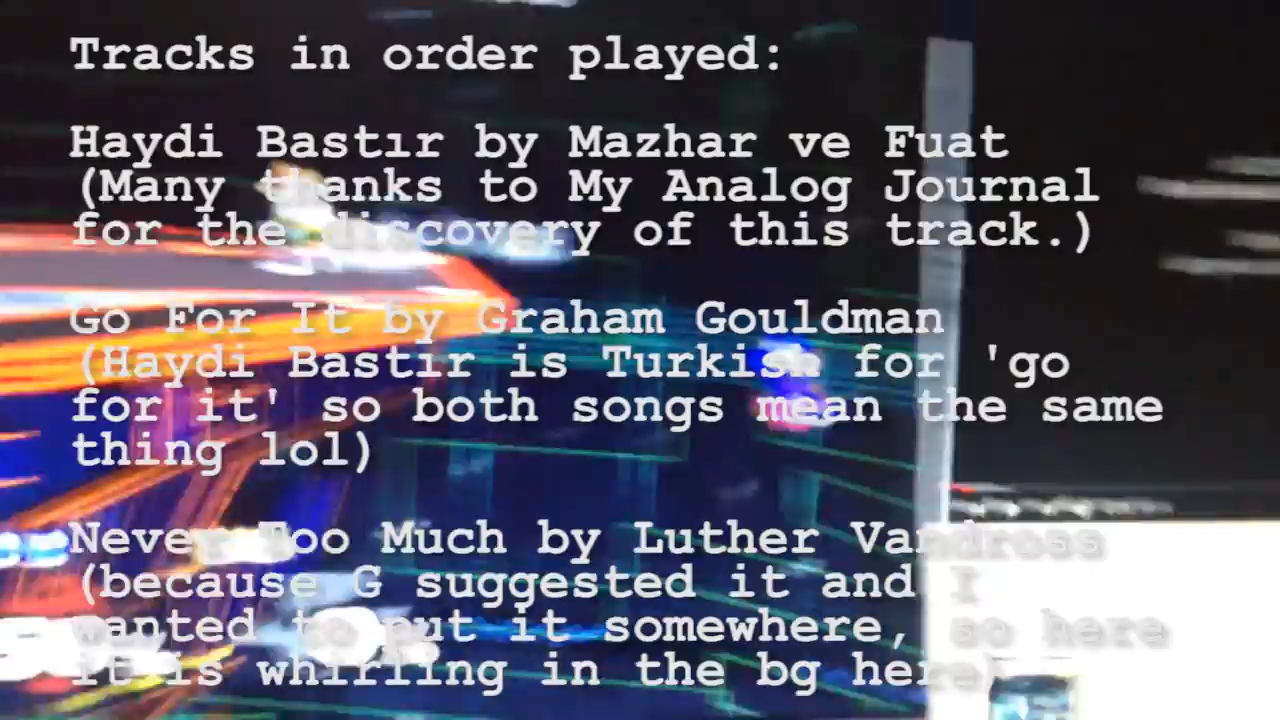 Tracks in order played:
Haydi Bastır by Mazhar ve Fuat
(Many thanks to My Analog Journal
for the discovery of this track.)
Go For It by Graham Gouldman
(Haydi Bastır is Turkish for 'go
for it' so both songs mean the same
thing lol)
Never Too Much by Luther Vandross
(because G suggested it and I
wanted to put it somewhere, so here
it is whirling in the bg here)